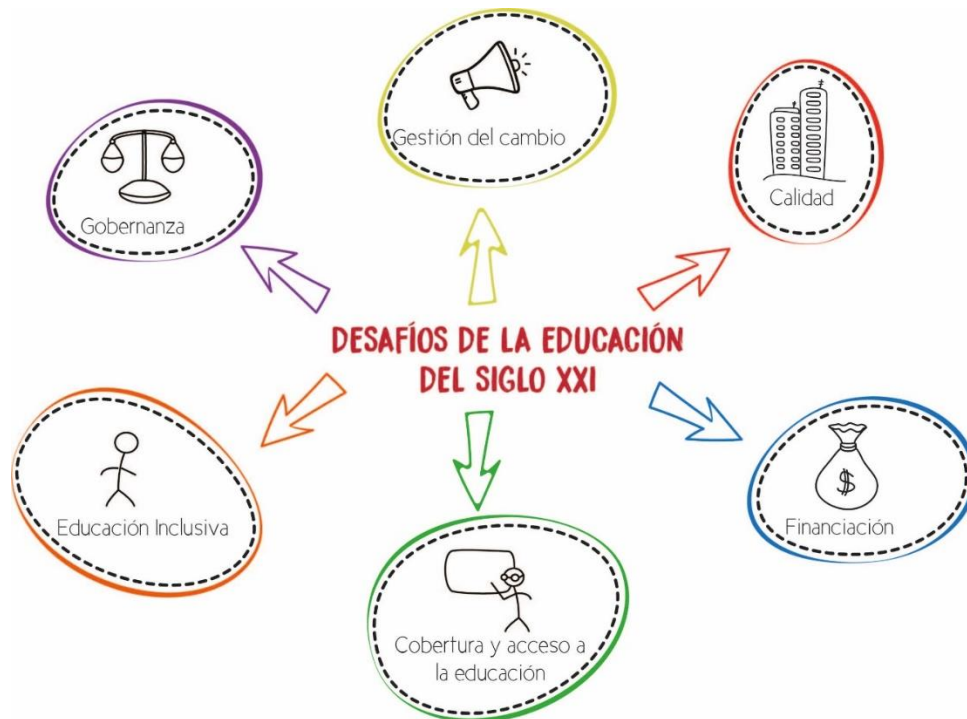 Gestión del cambio
Calidad
Gobernanza
DESAFÍOS DE LA EDUCACIÓN
DEL SIGLO XXI
Educación Inclusiva
$
Financiación
Cobertura y acceso a
la educación